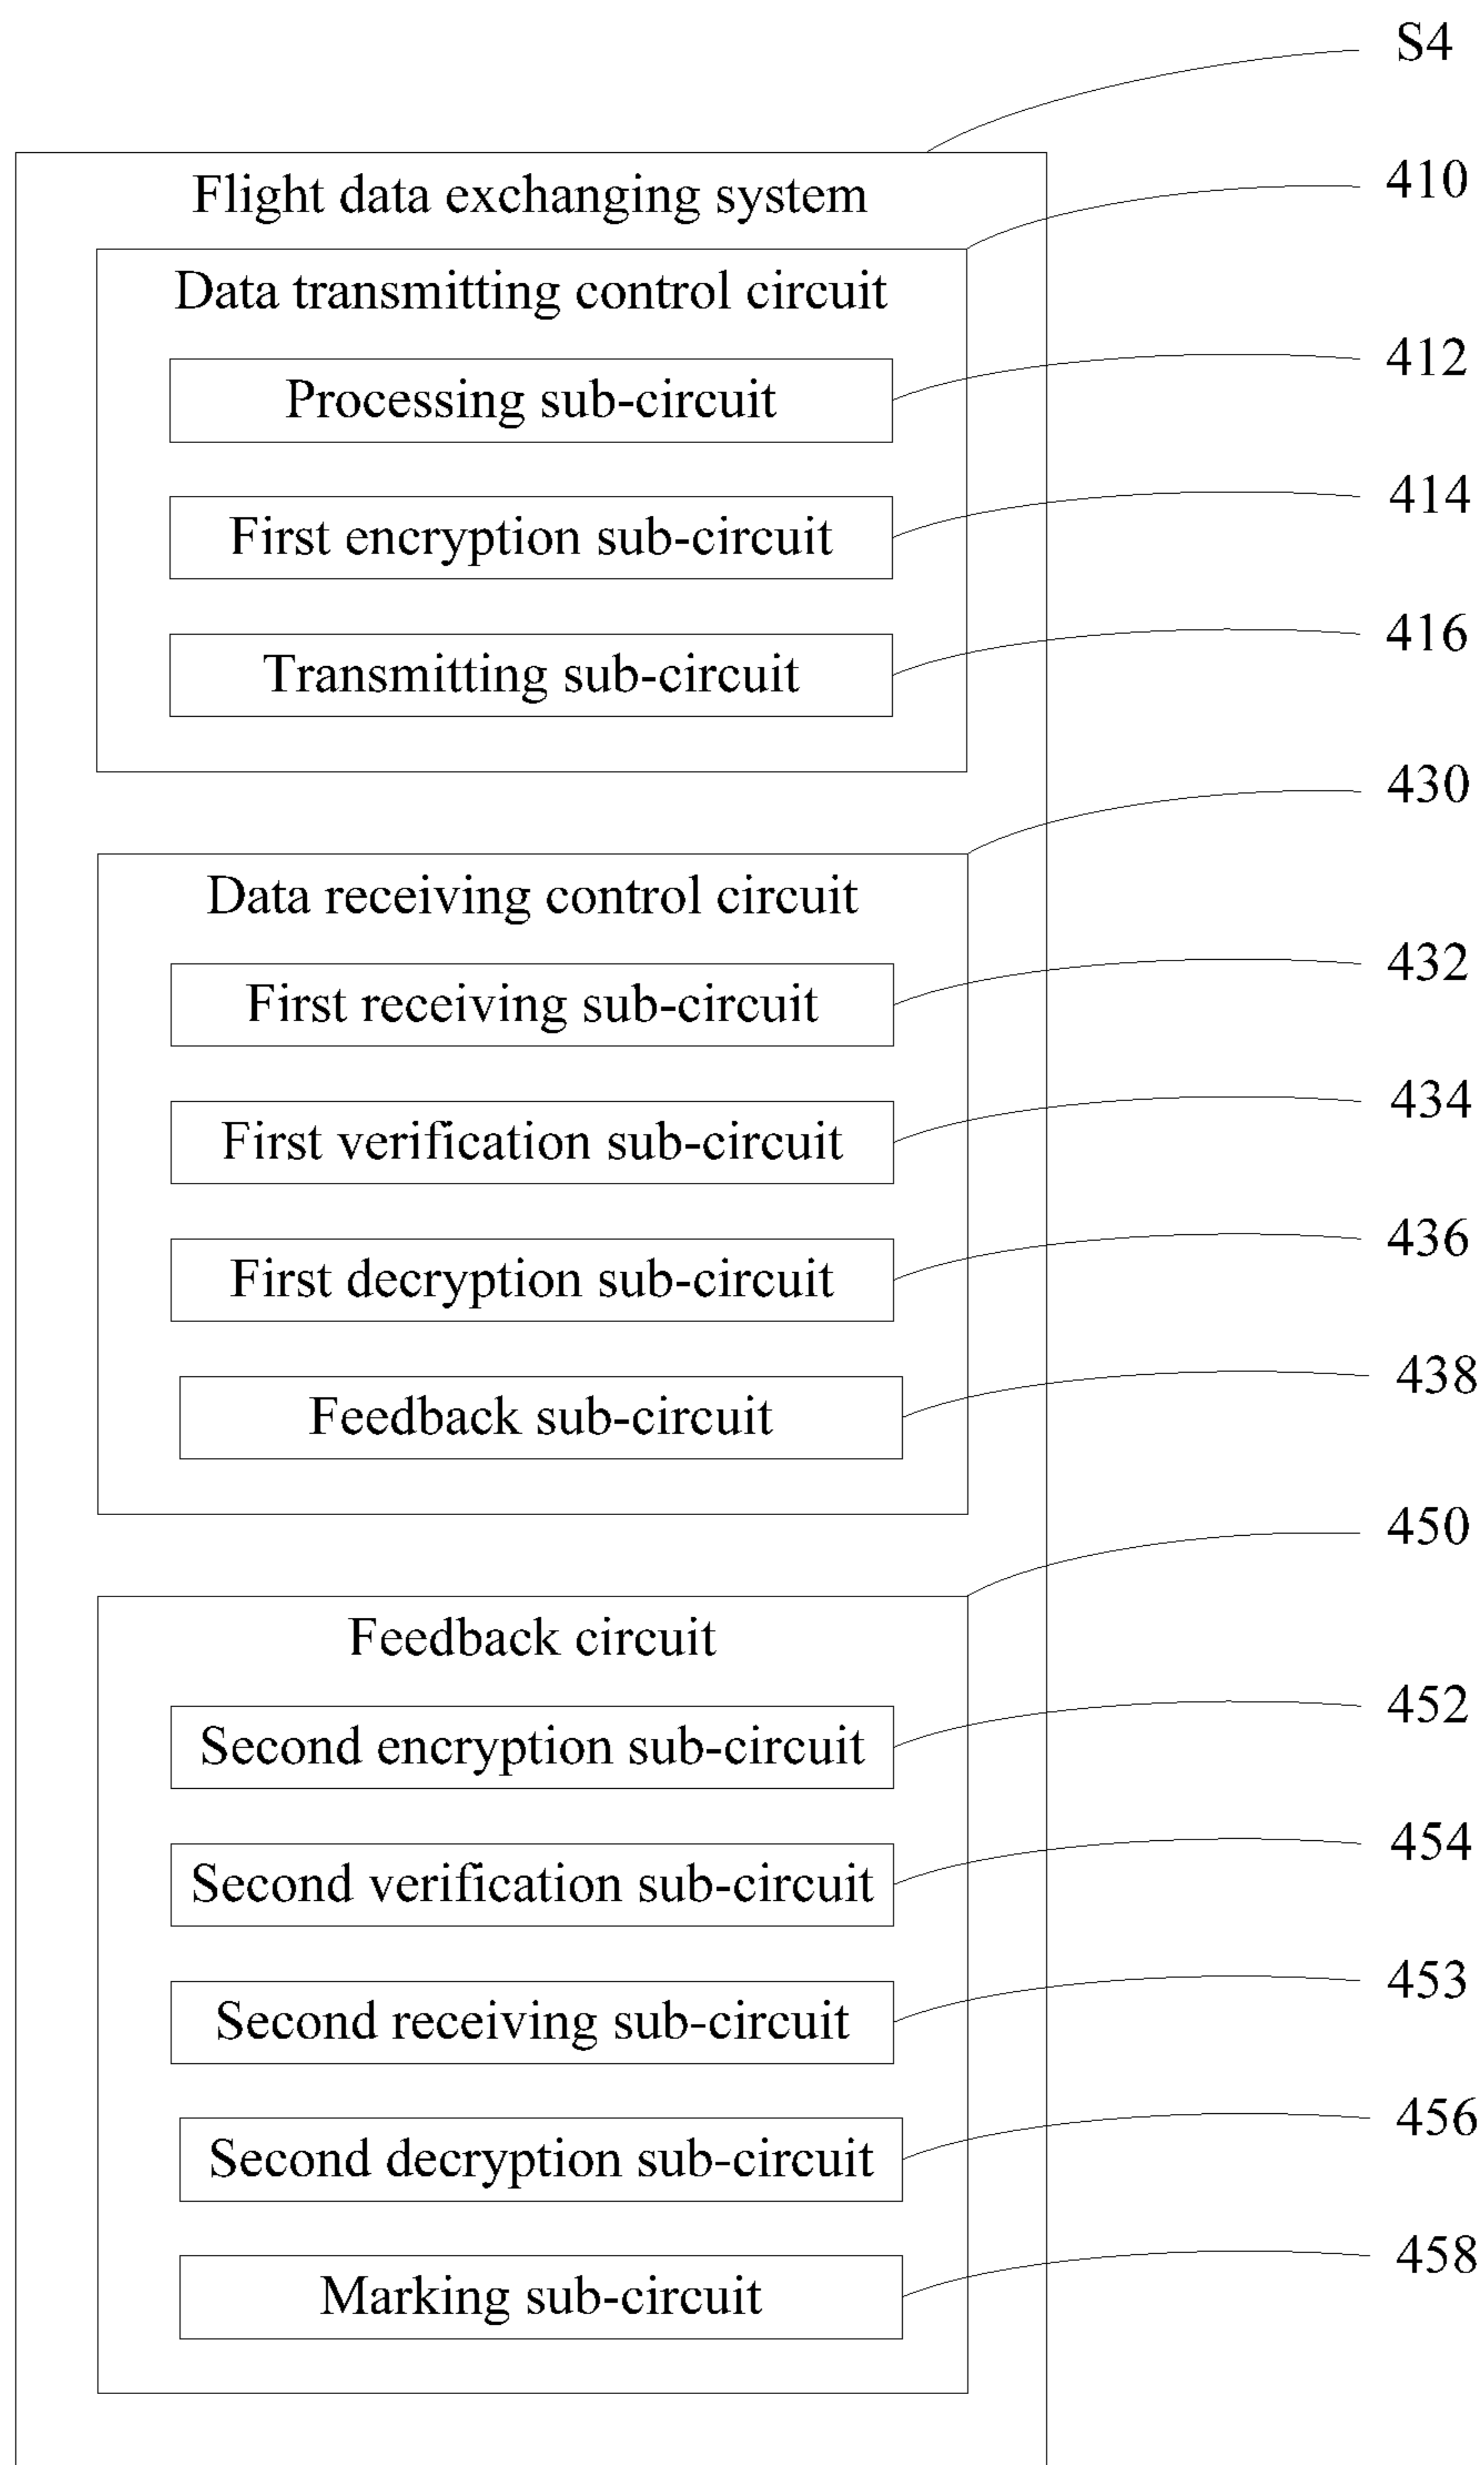 S4
Flight data exchanging system
410
Data transmitting control circuit
Processing sub-circuit
412
First encryption sub-circuit
414
Transmitting sub-circuit
416
430
Data receiving control circuit
First receiving sub-circuit
432
First verification sub-circuit
434
First decryption sub-circuit
436
Feedback sub-circuit
438
450
Feedback circuit
Second encryption sub-circuit
452
Second verification sub-circuit
454
Second receiving sub-circuit
453
Second decryption sub-circuit
456
Marking sub-circuit
458